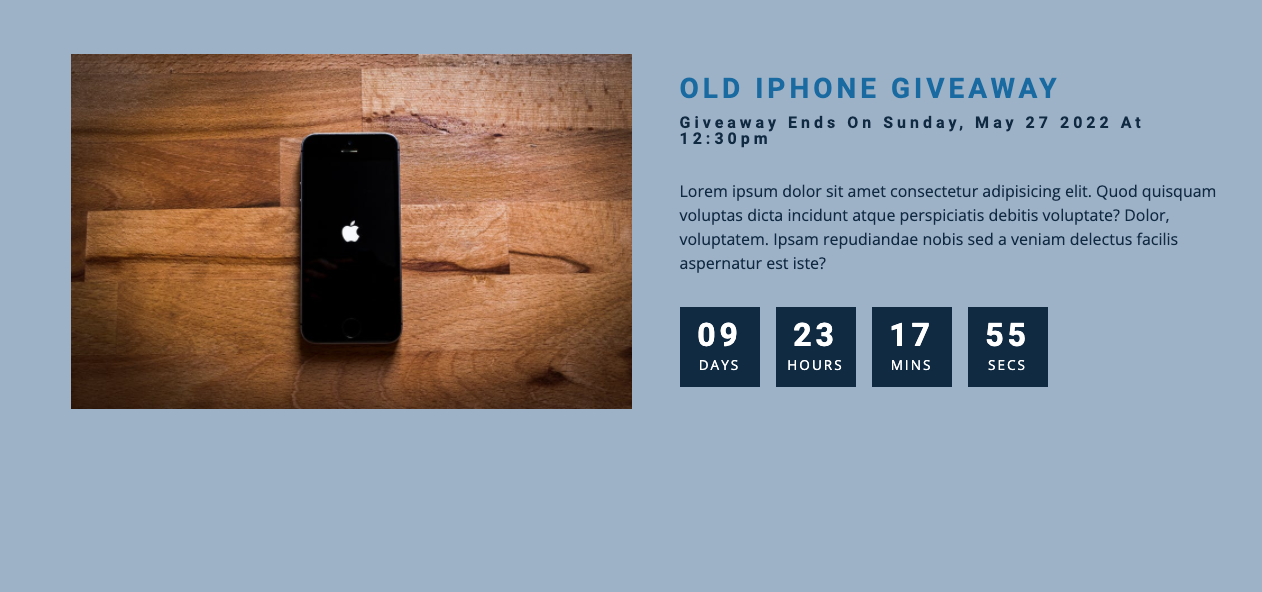 OLD IPHONE GIVEAWAY
Giveaway Ends On Sunday, May 27 2022 At
12:30pm
Lorem ipsum dolor sit amet consectetur adipisicing elit. Quod quisquam
voluptas dicta incidunt atque perspiciatis debitis voluptate? Dolor,
voluptatem. Ipsam repudiandae nobis sed a veniam delectus facilis
aspernatur est iste?
09 23 17 55
DAYS HOURS MINS SECS